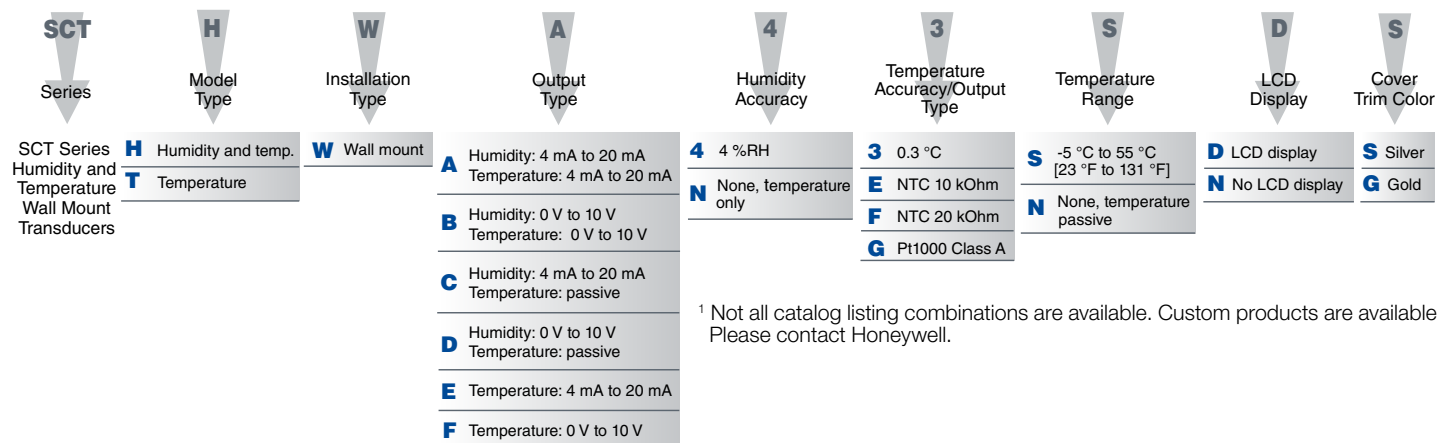 SCT H W A 4 3 S D S
Series
Model
Type
Installation
Type
Output
Type
Humidity
Accuracy
Temperature
Accuracy/Output
Type
Temperature
Range
LCD
Display
Cover
Trim Color
SCT Series
Humidity and
Temperature
Wall Mount
Transducers
H Humidity and temp.
T Temperature
W Wall mount
A Humidity: 4 mA to 20 mA
Temperature: 4 mA to 20 mA
B Humidity: 0 V to 10 V
Temperature: 0 V to 10 V
C Humidity: 4 mA to 20 mA
Temperature: passive
D Humidity: 0 V to 10 V
Temperature: passive
E Temperature: 4 mA to 20 mA
F Temperature: 0 V to 10 V
4 4 %RH
N None, temperature
only
3 0.3 °C
E NTC 10 kOhm
F NTC 20 kOhm
G Pt1000 Class A
S -5 °C to 55 °C
[23 °F to 131 °F]
N None, temperature
passive
D LCD display
N No LCD display
S Silver
G Gold
1 Not all catalog listing combinations are available. Custom products are available
Please contact Honeywell.